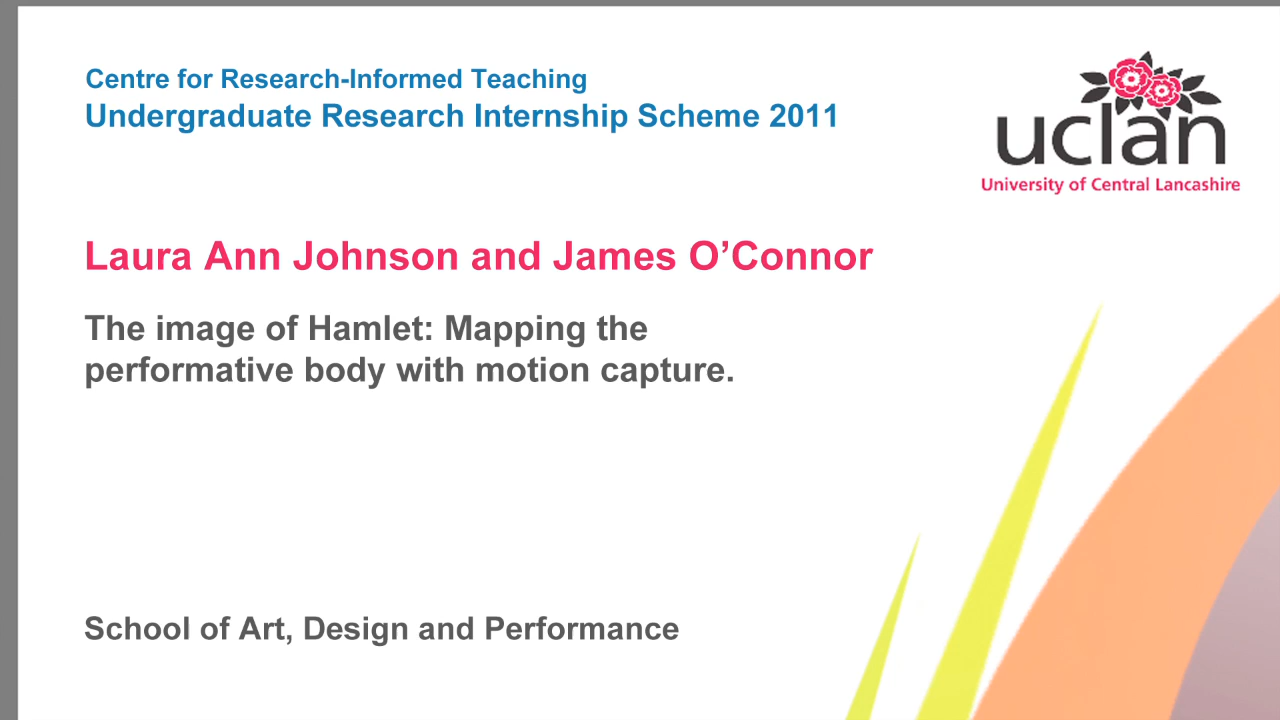 Centre for Research-Informed Teaching
Undergraduate Research Internship Scheme 2011
uclan
University of Central Lancashire
Laura Ann Johnson and James O’Connor
The image of Hamlet: Mapping the
performative body with motion capture.
School of Art, Design and Performance